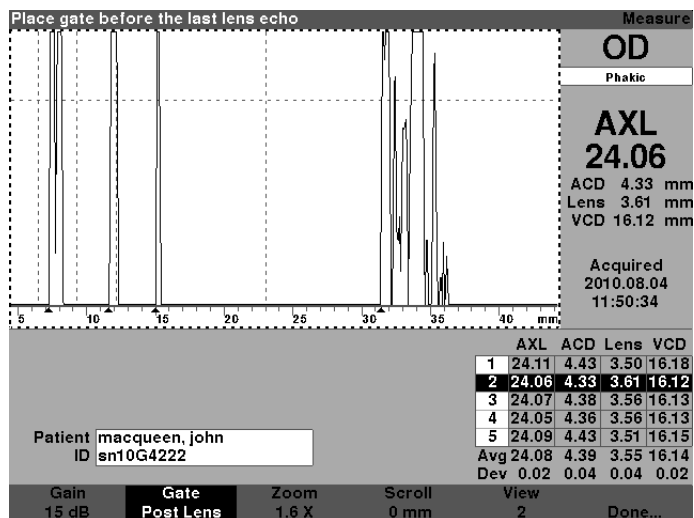 Place gate before the last lens echo
Measure
OD
Phakic
AXL
24.06
ACD 4.33 mm
Lens 3.61 mm
VCD 16.12 mm
Acquired
2010.08.04
11:50:34
5 10 15 20 25 30 35 40 mm
AXL ACD Lens VCD
1 24.11 4.43 3.50 16.18
2 24.06 4.33 3.61 16.12
3 24.07 4.38 3.56 16.13
4 24.05 4.36 3.56 16.13
5 24.09 4.43 3.51 16.15
Avg 24.08 4.39 3.55 16.14
Dev 0.02 0.04 0.04 0.02
Patient macqueen, john
ID sn10G4222
Gain Gate Zoom Scroll View
15 dB Post Lens 1.6 X 0 mm 2 Done...